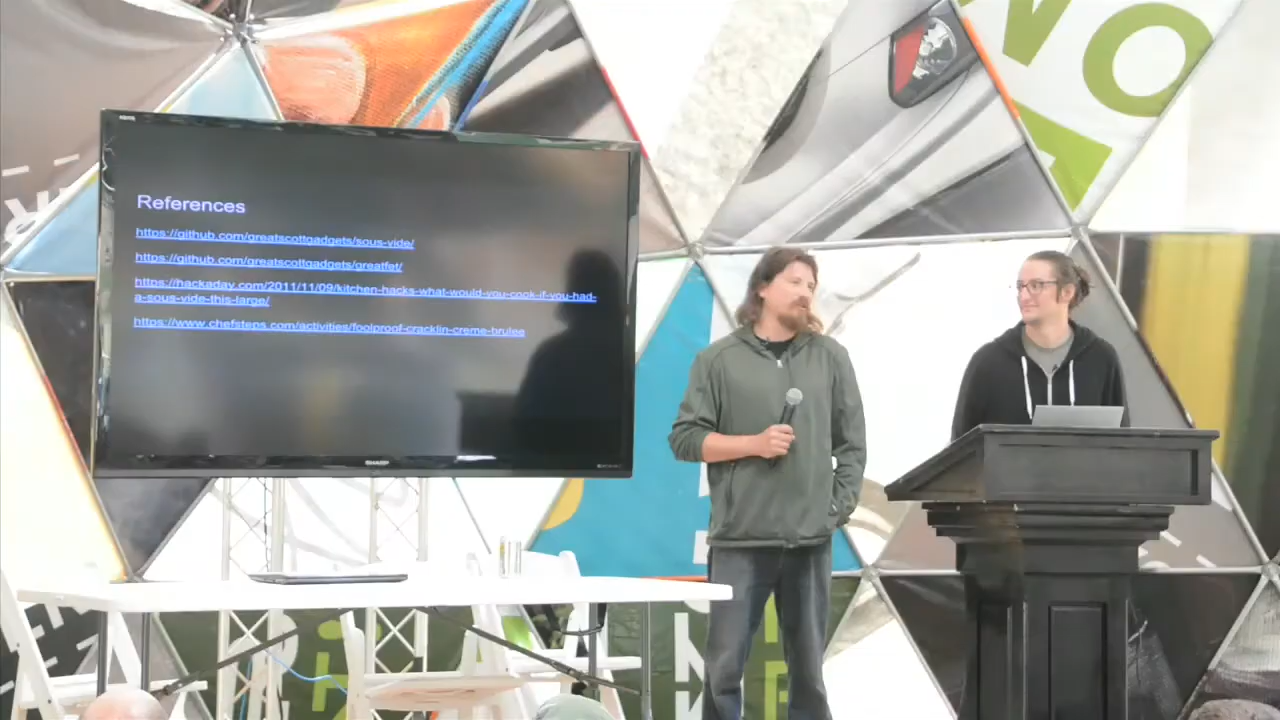 NO
References
https://github.com/greatscottgadgets/sous-vide/
https://github.com/greatscottgadgets/greatfet/
https://hackaday.com/2011/11/09/kitchen-hacks-what-would-you-cook-if-you-had-
a-sous-vide-this-large/
https://www.chefsteps.com/activities/foolproof-cracklin-creme-brulee
SHARP